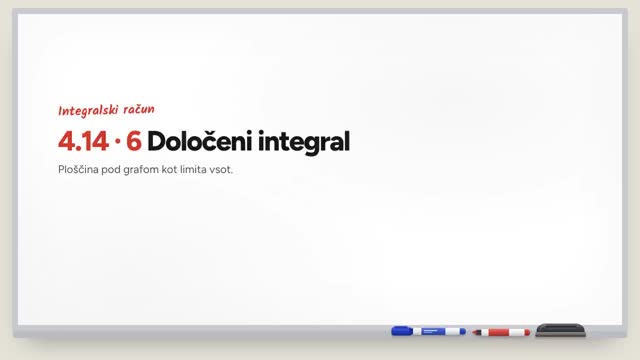 Integralski račun
4.14 · 6 Določeni integral
Ploščina pod grafom kot limita vsot.